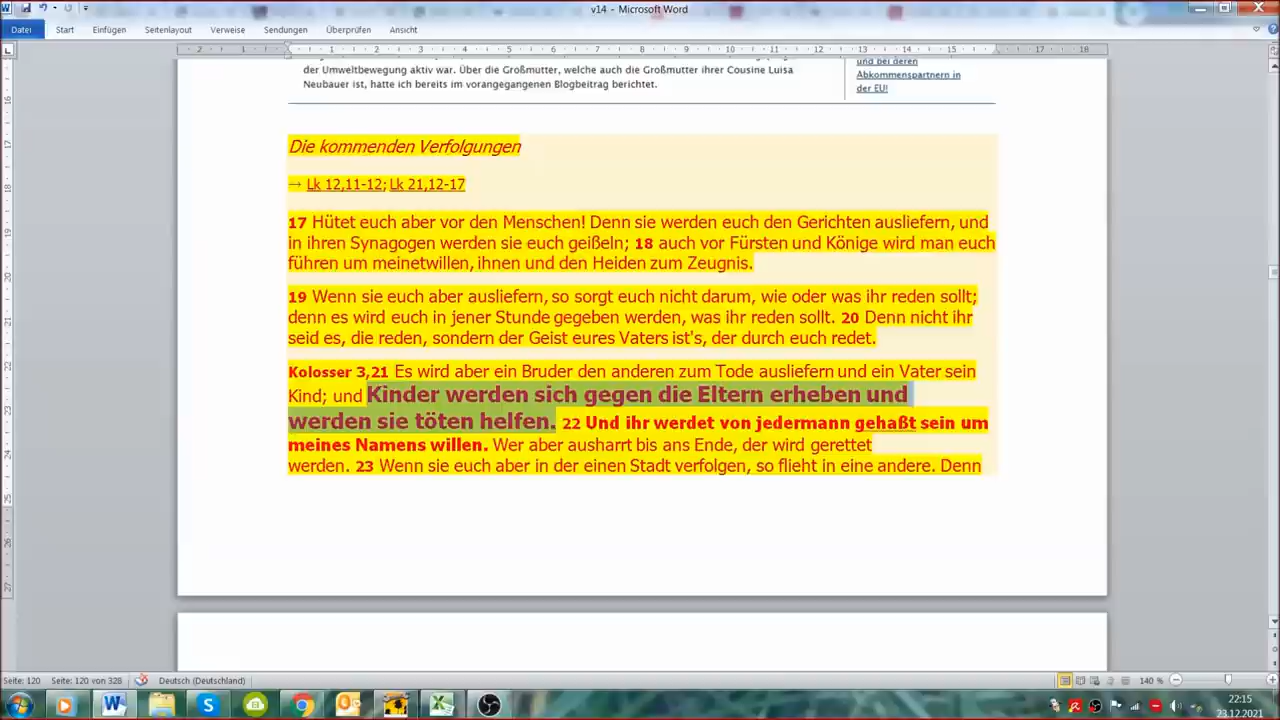 v14 - Microsoft Word
Datei Start Einfügen Seitenlayout Verweise Sendungen Überprüfen Ansicht
der Umweltbewegung aktiv war. Über die Großmutter, welche auch die Großmutter ihrer Cousine Luisa
Neubauer ist, hatte ich bereits im vorangegangenen Blogbeitrag berichtet.
und bei deren
Abkommenspartnern in
der EU!
Die kommenden Verfolgungen
→ Lk 12,11-12; Lk 21,12-17
17 Hütet euch aber vor den Menschen! Denn sie werden euch den Gerichten ausliefern, und
in ihren Synagogen werden sie euch geißeln; 18 auch vor Fürsten und Könige wird man euch
führen um meinetwillen, ihnen und den Heiden zum Zeugnis.
19 Wenn sie euch aber ausliefern, so sorgt euch nicht darum, wie oder was ihr reden sollt;
denn es wird euch in jener Stunde gegeben werden, was ihr reden sollt. 20 Denn nicht ihr
seid es, die reden, sondern der Geist eures Vaters ist's, der durch euch redet.
Kolosser 3,21 Es wird aber ein Bruder den anderen zum Tode ausliefern und ein Vater sein
Kind; und Kinder werden sich gegen die Eltern erheben und
werden sie töten helfen. 22 Und ihr werdet von jedermann gehaßt sein um
meines Namens willen. Wer aber ausharrt bis ans Ende, der wird gerettet
werden. 23 Wenn sie euch aber in der einen Stadt verfolgen, so flieht in eine andere. Denn
Seite: 120 Seite: 120 von 328 Deutsch (Deutschland) 140 %
22:15
23.12.2021